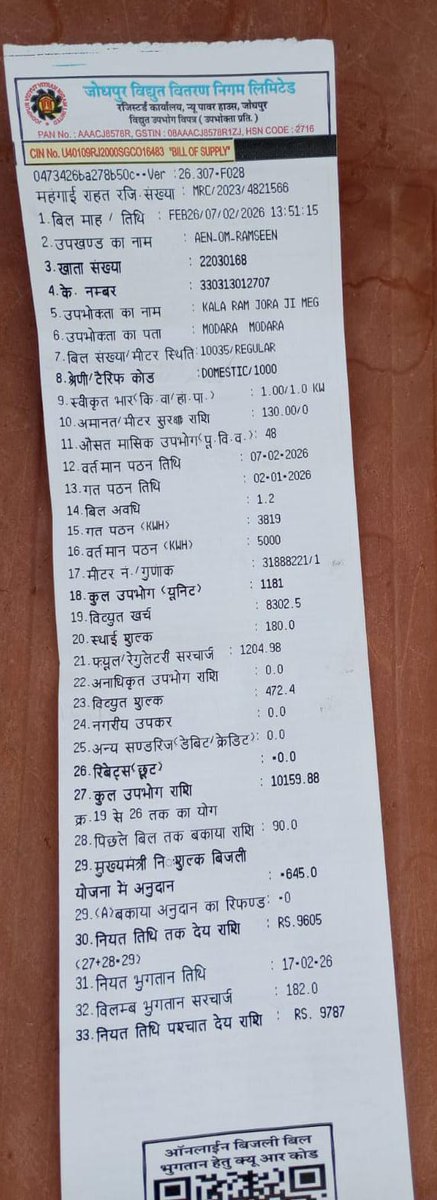 जोधपुर विद्युत वितरण निगम लिमिटेड
रजिस्टर्ड कार्यालय, न्यू पावर हाउस, जोधपुर
विद्युत उपभोग विपत्र ( उपभोक्ता प्रति. )
PAN No. : AAACJ8578R, GSTIN : 08AAACJ8578R1ZJ, HSN CODE : 2716
CIN No. U40109RJ2000SGCO16483 "BILL OF SUPPLY"
0473426ba278b50c--Ver :26.307-F028
महंगाई राहत रजि.संख्या : MRC/2023/4821566
1.बिल माह / तिथि : FEB26/07/02/2026 13:51:15
2.उपखण्ड का नाम : AEN-OM-RAMSEEN
3.खाता संख्या : 22030168
4.के. नम्बर : 330313012707
5.उपभोक्ता का नाम : KALA RAM JORA JI MEG
6.उपभोक्ता का पता : MODARA MODARA
7.बिल संख्या/मीटर स्थिति:10035/REGULAR
8.श्रेणी/टैरिफ कोड :DOMESTIC/1000
9.स्वीकृत भार(कि.वा/हो.पा.) : 1.00/1.0 KW
10.अमानत/मीटर सुरक्षा राशि : 130.00/0
11.औसत मासिक उपभोग(पू.वि.व.): 48
12.वर्तमान पठन तिथि : 07-02-2026
13.गत पठन तिथि : 02-01-2026
14.बिल अवधि : 1.2
15.गत पठन (KWH) : 3819
16.वर्तमान पठन (KWH) : 5000
17.मीटर नं./गुणाक : 31888221/1
18.कुल उपभोग (यूनिट) : 1181
19.विद्युत खर्च : 8302.5
20.स्थाई शुल्क : 180.0
21.फ्यूल/रेगुलेटरी सरचार्ज : 1204.98
22.अनाधिकृत उपभोग राशि : 0.0
23.विद्युत शुल्क : 472.4
24.नगरीय उपकर : 0.0
25.अन्य सण्डरिज(डेबिट/क्रेडिट): 0.0
26.रिबेट्स(छूट) : -0.0
27.कुल उपभोग राशि : 10159.88
क्र.19 से 26 तक का योग
28.पिछले बिल तक बकाया राशि : 90.0
29.मुख्यमंत्री निःशुल्क बिजली
योजना में अनुदान : -645.0
29.(A)बकाया अनुदान का रिफण्ड: -0
30.नियत तिथि तक देय राशि : RS.9605
(27+28-29)
31.नियत भुगतान तिथि : 17-02-26
32.विलम्ब भुगतान सरचार्ज : 182.0
33.नियत तिथि पश्चात देय राशि : RS. 9787
ऑनलाईन बिजली बिल
भुगतान हेतु क्यू आर कोड